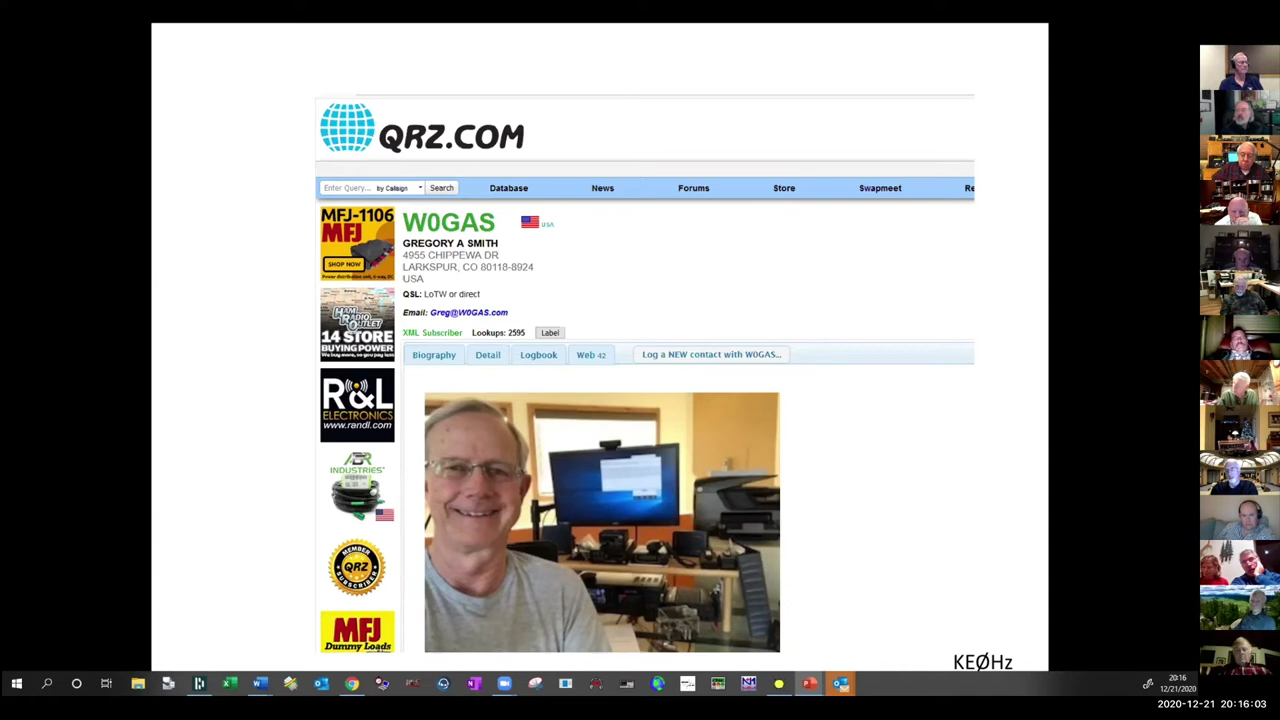 QRZ.COM
Enter Query... by Callsign Search Database News Forums Store Swapmeet Re
MFJ-1106
MFJ
SHOP NOW
W0GAS USA
GREGORY A SMITH
4955 CHIPPEWA DR
LARKSPUR, CO 80118-8924
USA
QSL: LoTW or direct
Email: Greg@W0GAS.com
XML Subscriber Lookups: 2595 Label
Biography Detail Logbook Web 42 Log a NEW contact with W0GAS...
HAM RADIO OUTLET
14 STORE
BUYING POWER
R&L
ELECTRONICS
www.randl.com
ABR
INDUSTRIES
MEMBER
QRZ
SUBSCRIBER
MFJ
Dummy Loads
KEØHz
20:16
12/21/2020
2020-12-21 20:16:03